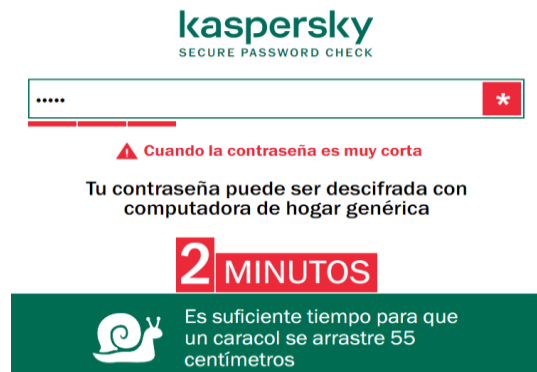 kaspersky
SECURE PASSWORD CHECK
•••••
*
Cuando la contraseña es muy corta
Tu contraseña puede ser descifrada con
computadora de hogar genérica
2 MINUTOS
Es suficiente tiempo para que
un caracol se arrastre 55
centímetros